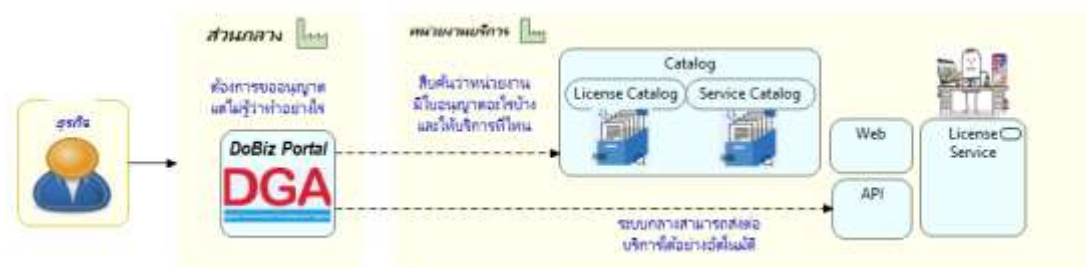 ส่วนกลาง
หน่วยงานบริการ
ธุรกิจ
ต้องการขออนุญาต
แต่ไม่รู้ว่าทำอย่างไร
DoBiz Portal
DGA
สืบค้นว่าหน่วยงาน
มีใบอนุญาตอะไรบ้าง
และให้บริการที่ไหน
Catalog
License Catalog
Service Catalog
Web
API
License
Service
ระบบกลางสามารถส่งต่อ
บริการได้อย่างอัตโนมัติ